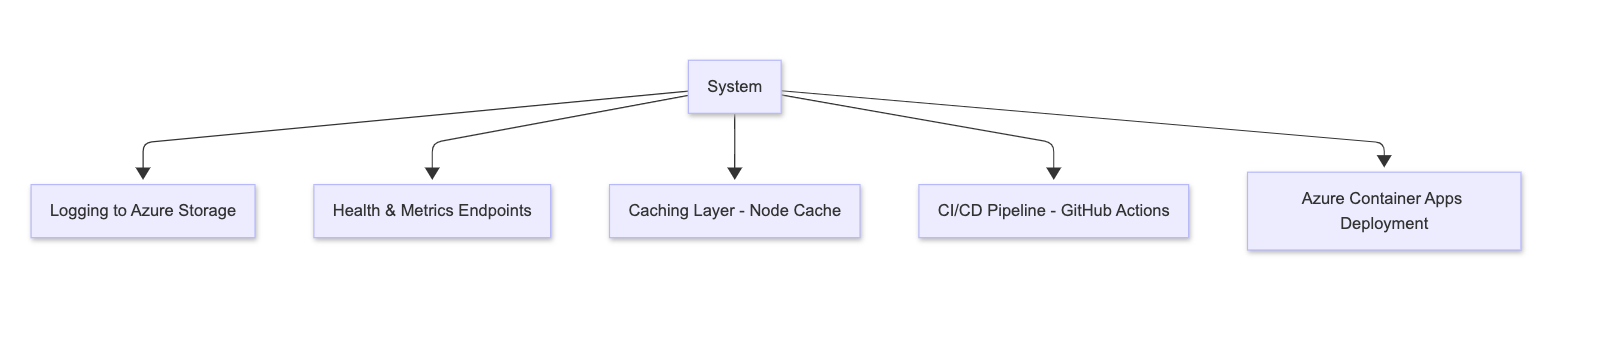 System
Logging to Azure Storage
Health & Metrics Endpoints
Caching Layer - Node Cache
CI/CD Pipeline - GitHub Actions
Azure Container Apps
Deployment